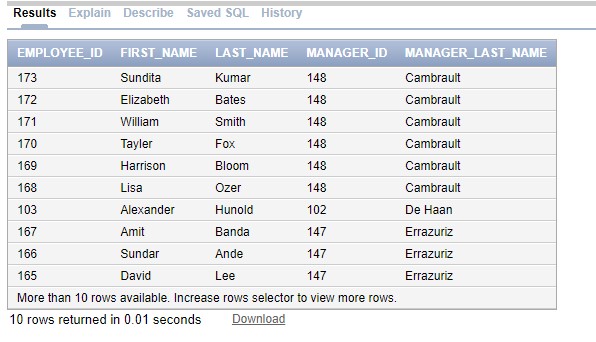 Results Explain Describe Saved SQL History
EMPLOYEE_ID FIRST_NAME LAST_NAME MANAGER_ID MANAGER_LAST_NAME
173 Sundita Kumar 148 Cambrault
172 Elizabeth Bates 148 Cambrault
171 William Smith 148 Cambrault
170 Tayler Fox 148 Cambrault
169 Harrison Bloom 148 Cambrault
168 Lisa Ozer 148 Cambrault
103 Alexander Hunold 102 De Haan
167 Amit Banda 147 Errazuriz
166 Sundar Ande 147 Errazuriz
165 David Lee 147 Errazuriz
More than 10 rows available. Increase rows selector to view more rows.
10 rows returned in 0.01 seconds Download